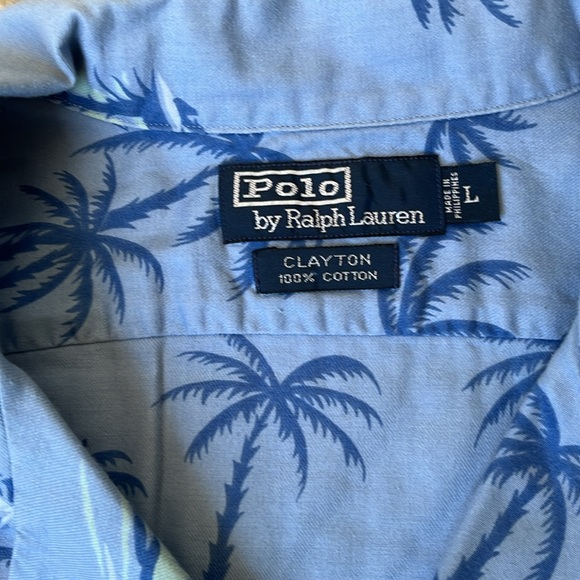 Polo
by Ralph Lauren
MADE IN
PHILIPPINES
L
CLAYTON
100% COTTON